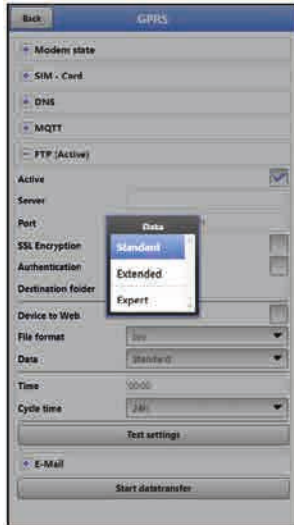 Back GPRS
+ Modem state
+ SIM - Card
+ DNS
+ MQTT
- FTP (Active)
Active
Server
Port
Data
SSL Encryption
Standard
Authentication
Extended
Destination folder
Expert
Device to Web
File format
Data Standard
Time 00:00
Cycle time 24h
Test settings
+ E-Mail
Start datetransfer